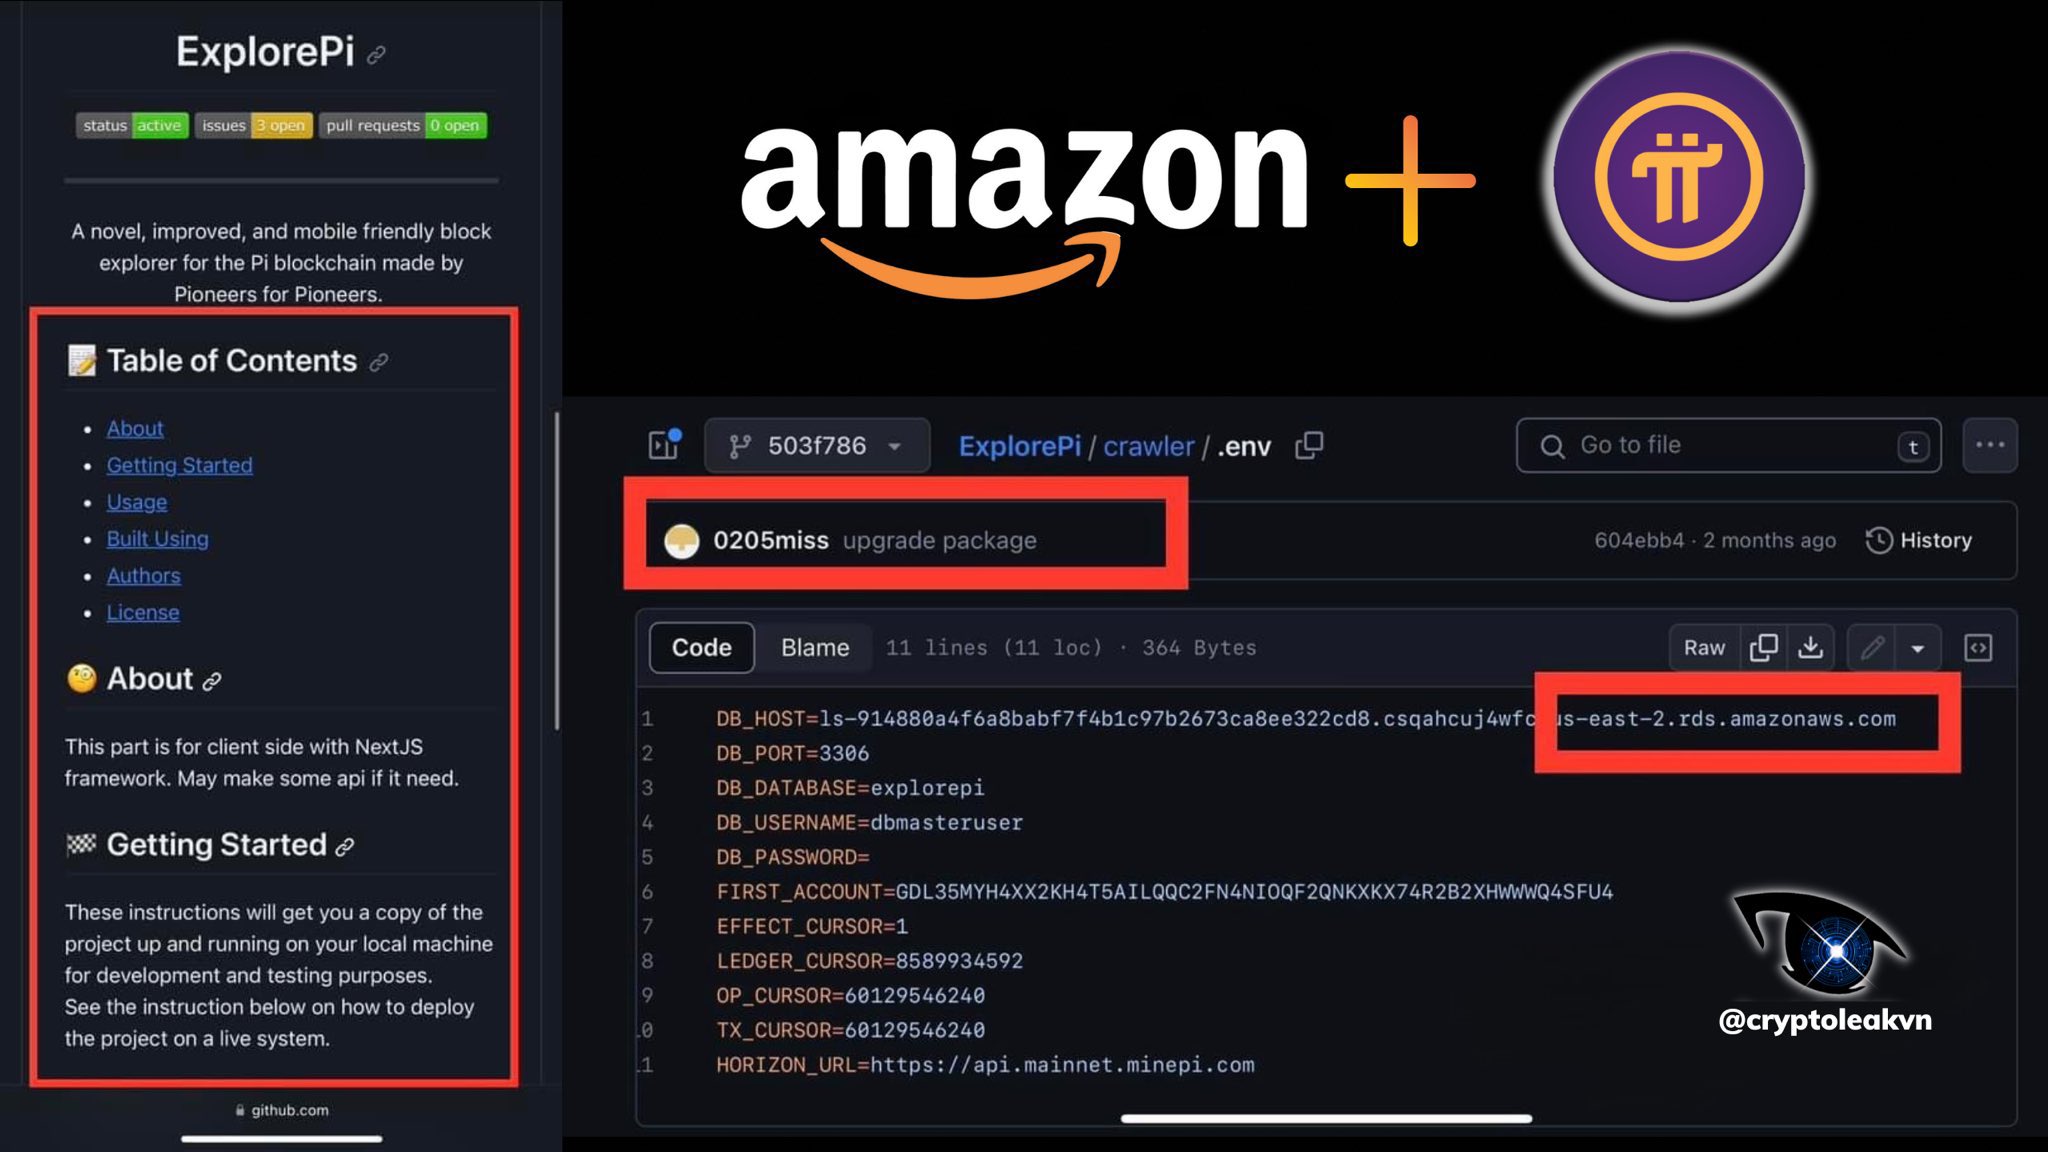 ExplorePi
status active issues 3 open pull requests 0 open
A novel, improved, and mobile friendly block
explorer for the Pi blockchain made by
Pioneers for Pioneers.
Table of Contents
About
Getting Started
Usage
Built Using
Authors
License
About
This part is for client side with NextJS
framework. May make some api if it need.
Getting Started
These instructions will get you a copy of the
project up and running on your local machine
for development and testing purposes.
See the instruction below on how to deploy
the project on a live system.
github.com
amazon +
503f786 ExplorePi / crawler / .env Go to file t
0205miss upgrade package 604ebb4 · 2 months ago History
Code Blame 11 lines (11 loc) · 364 Bytes Raw
1 DB_HOST=ls-914880a4f6a8babf7f4b1c97b2673ca8ee322cd8.csqahcuj4wfc us-east-2.rds.amazonaws.com
2 DB_PORT=3306
3 DB_DATABASE=explorepi
4 DB_USERNAME=dbmasteruser
5 DB_PASSWORD=
6 FIRST_ACCOUNT=GDL35MYH4XX2KH4T5AILQQC2FN4NIOQF2QNKXKX74R2B2XHWWWQ4SFU4
7 EFFECT_CURSOR=1
8 LEDGER_CURSOR=8589934592
9 OP_CURSOR=60129546240
10 TX_CURSOR=60129546240
11 HORIZON_URL=https://api.mainnet.minepi.com
@cryptoleakvn